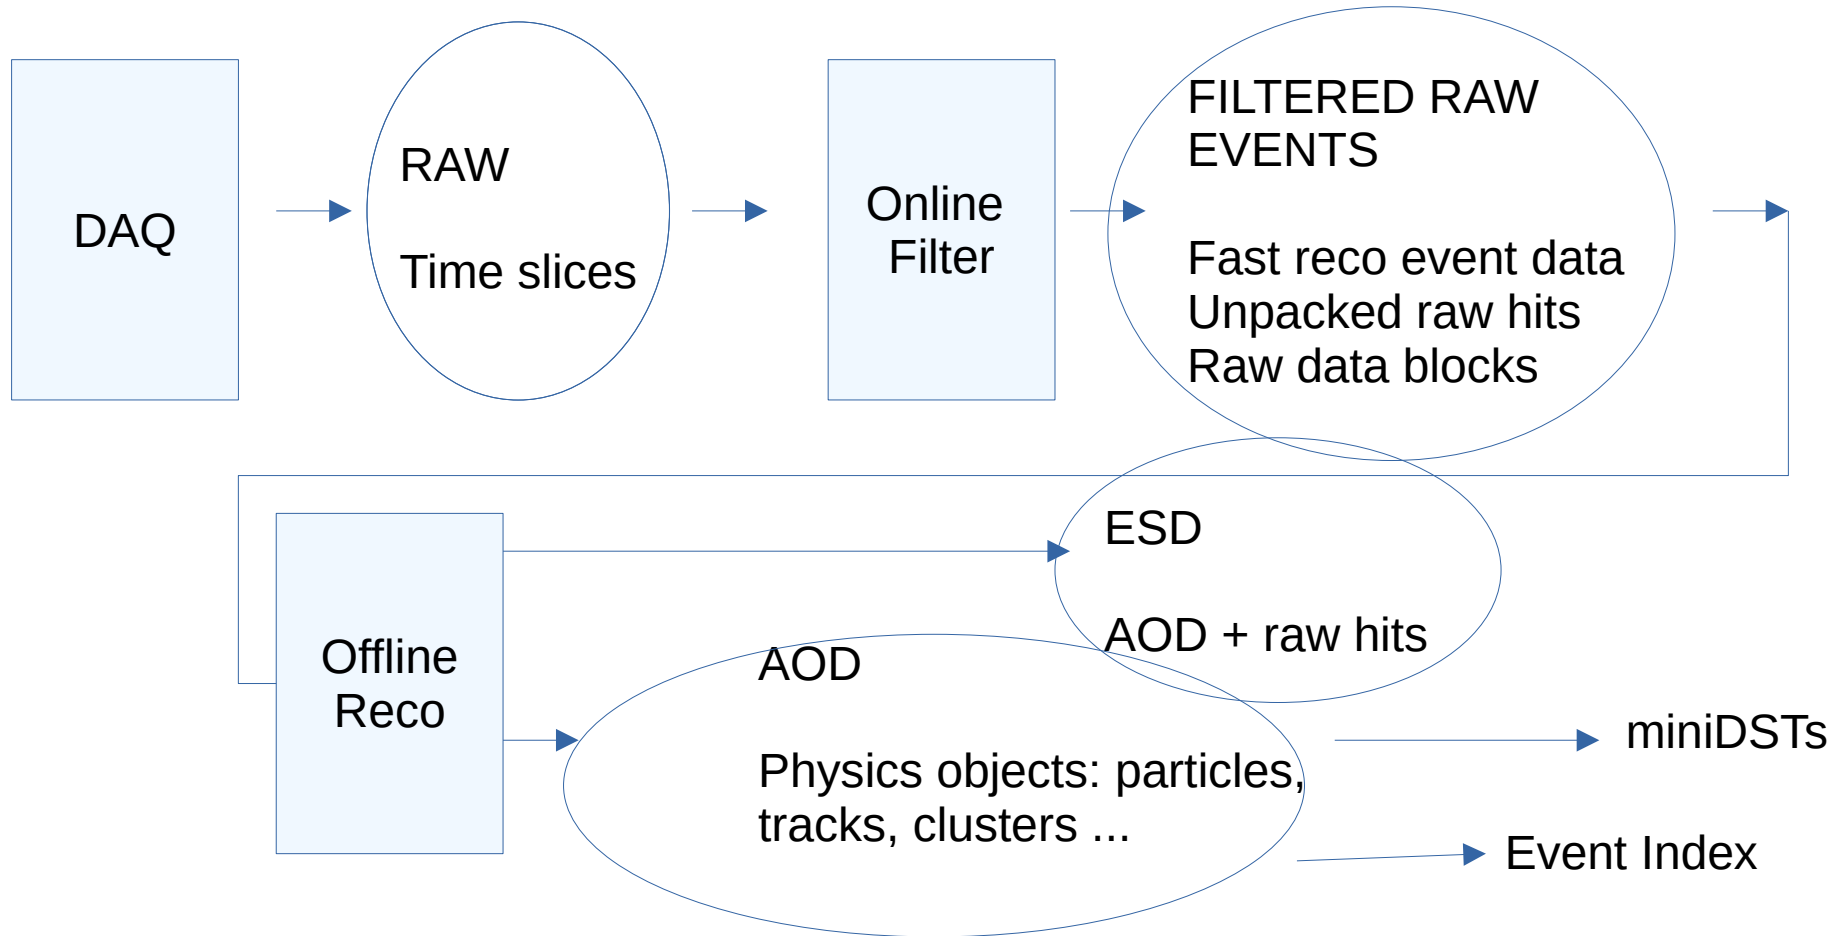 DAQ
RAW
Time slices
Online
Filter
FILTERED RAW
EVENTS
Fast reco event data
Unpacked raw hits
Raw data blocks
Offline
Reco
ESD
AOD + raw hits
AOD
Physics objects: particles,
tracks, clusters ...
miniDSTs
Event Index